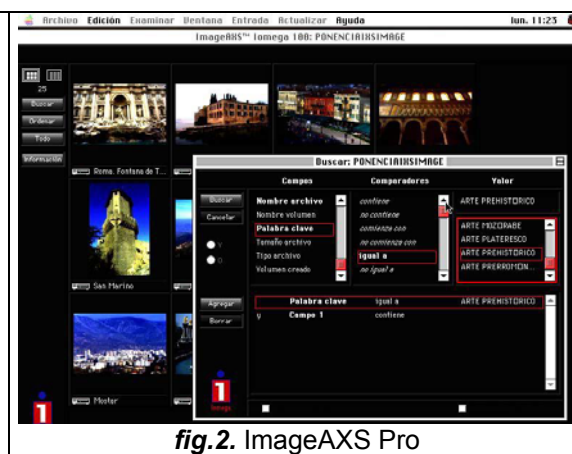 Archivo Edición Examinar Ventana Entrada Actualizar Ayuda lun. 11:23
ImageAXS™ Iomega 100: PONENCIAIXSIMAGE
25
Buscar
Ordenar
Todo
Información
Roma. Fontana de T...
San Marino
Mostar
Buscar: PONENCIAIXSIMAGE
Campos Comparadores Valor
Buscar
Cancelar
Y
O
Nombre archivo
Nombre volumen
Palabra clave
Tamaño archivo
Tipo archivo
Volumen creado
contiene
no contiene
comienza con
no comienza con
igual a
no igual a
ARTE PREHISTORICO
ARTE MOZORABE
ARTE PLATERESCO
ARTE PREHISTORICO
ARTE PRERROMON...
Agregar
Borrar
Palabra clave igual a ARTE PREHISTORICO
y Campo 1 contiene
Iomega
fig.2. ImageAXS Pro